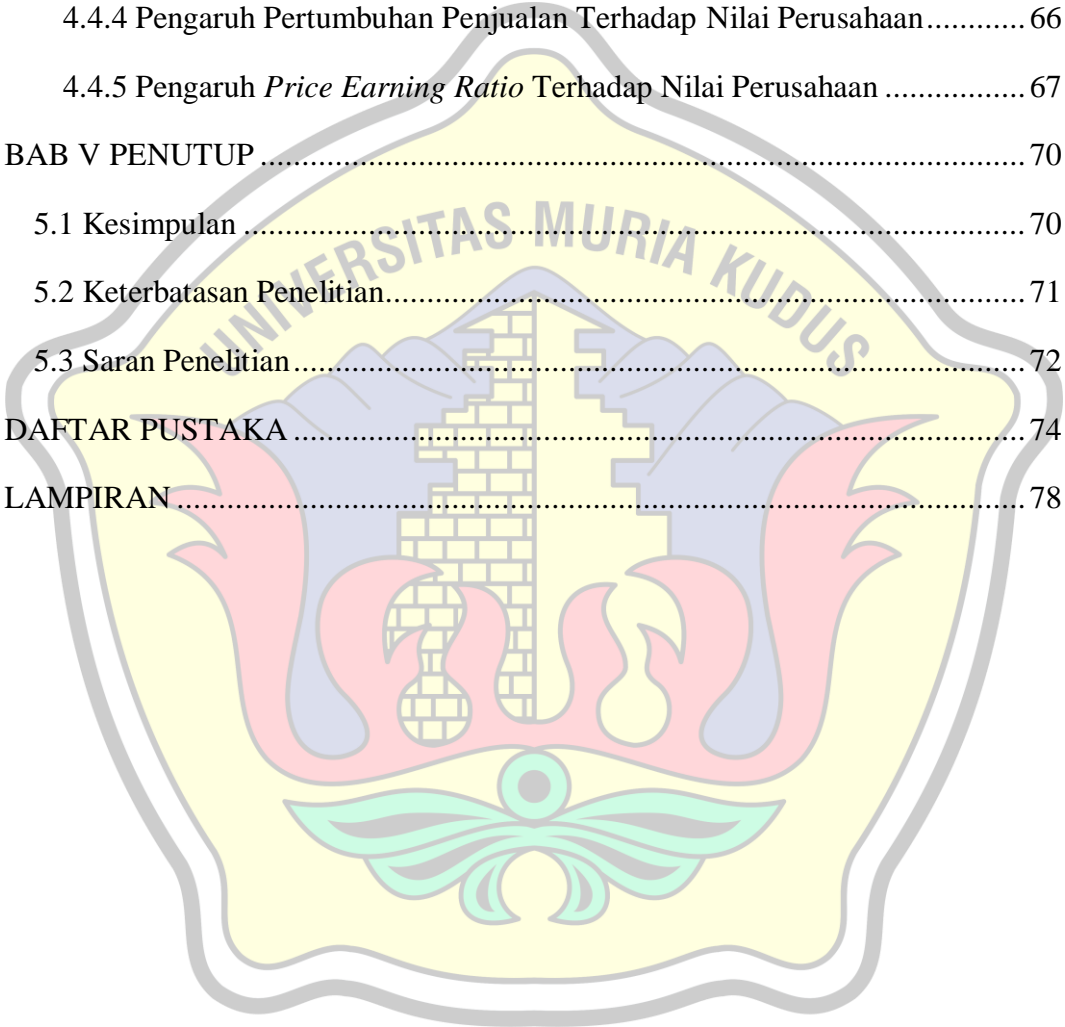 4.4.4 Pengaruh Pertumbuhan Penjualan Terhadap Nilai Perusahaan............ 66
4.4.5 Pengaruh Price Earning Ratio Terhadap Nilai Perusahaan ................. 67
BAB V PENUTUP ............................................................................................. 70
5.1 Kesimpulan ............................................................................................... 70
UNIVERSITAS MURIA KUDUS
5.2 Keterbatasan Penelitian.............................................................................. 71
5.3 Saran Penelitian ......................................................................................... 72
DAFTAR PUSTAKA ......................................................................................... 74
LAMPIRAN ....................................................................................................... 78